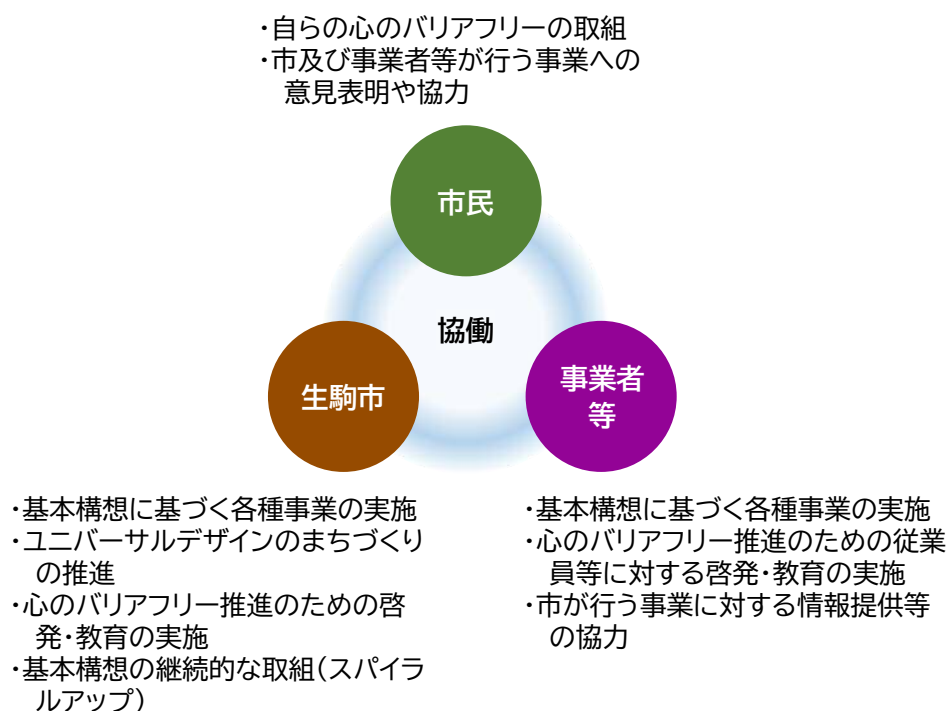 ・自らの心のバリアフリーの取組
・市及び事業者等が行う事業への
意見表明や協力
市民
協働
生駒市
事業者
等
・基本構想に基づく各種事業の実施
・ユニバーサルデザインのまちづくり
の推進
・心のバリアフリー推進のための啓
発・教育の実施
・基本構想の継続的な取組(スパイラ
ルアップ)
・基本構想に基づく各種事業の実施
・心のバリアフリー推進のための従業
員等に対する啓発・教育の実施
・市が行う事業に対する情報提供等
の協力